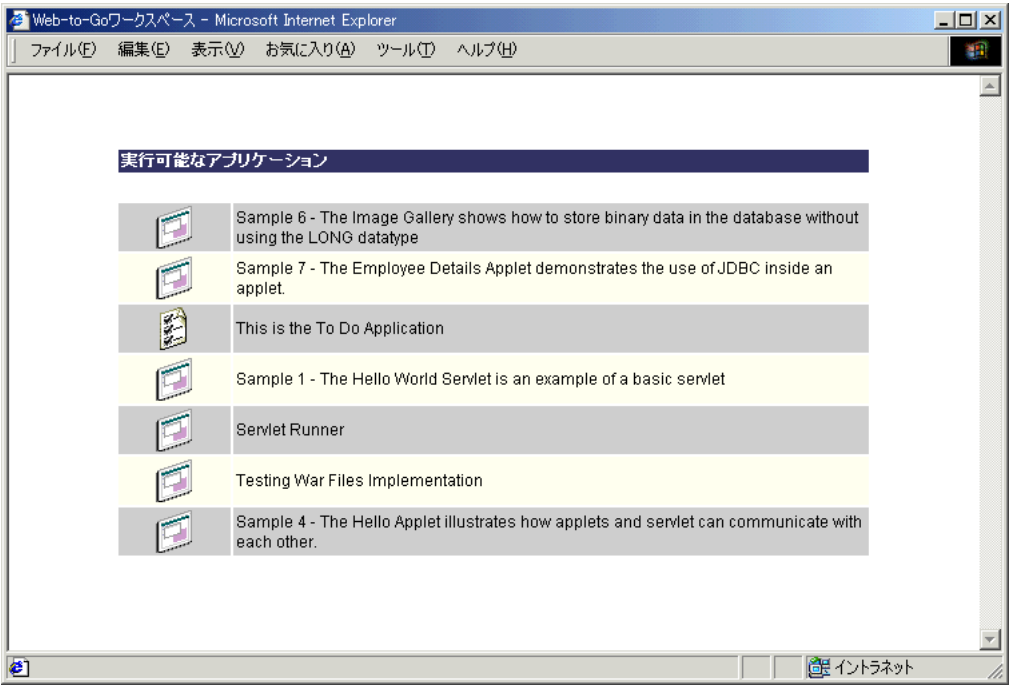 Web-to-Goワークスペース - Microsoft Internet Explorer
ファイル(F) 編集(E) 表示(V) お気に入り(A) ツール(T) ヘルプ(H)
実行可能なアプリケーション
Sample 6 - The Image Gallery shows how to store binary data in the database without
using the LONG datatype
Sample 7 - The Employee Details Applet demonstrates the use of JDBC inside an
applet.
This is the To Do Application
Sample 1 - The Hello World Servlet is an example of a basic servlet
Servlet Runner
Testing War Files Implementation
Sample 4 - The Hello Applet illustrates how applets and servlet can communicate with
each other.
イントラネット